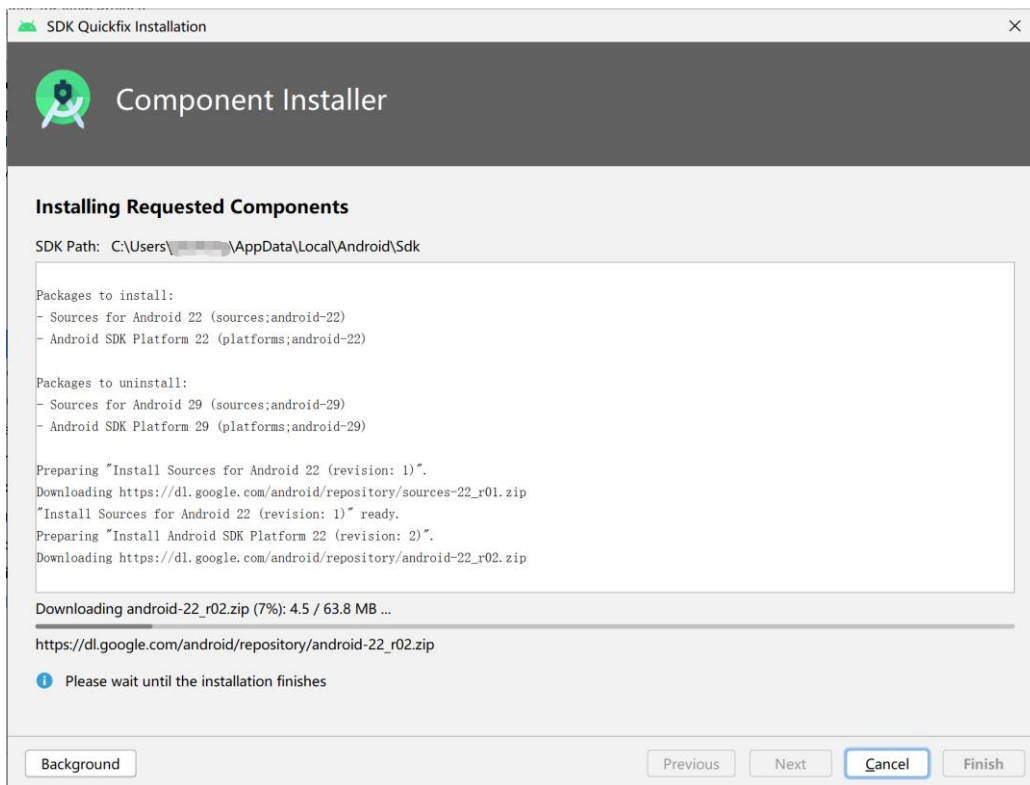 SDK Quickfix Installation
Component Installer
Installing Requested Components
SDK Path: C:\Users\ \AppData\Local\Android\Sdk
Packages to install:
- Sources for Android 22 (sources;android-22)
- Android SDK Platform 22 (platforms;android-22)
Packages to uninstall:
- Sources for Android 29 (sources;android-29)
- Android SDK Platform 29 (platforms;android-29)
Preparing "Install Sources for Android 22 (revision: 1)".
Downloading https://dl.google.com/android/repository/sources-22_r01.zip
"Install Sources for Android 22 (revision: 1)" ready.
Preparing "Install Android SDK Platform 22 (revision: 2)".
Downloading https://dl.google.com/android/repository/android-22_r02.zip
Downloading android-22_r02.zip (7%): 4.5 / 63.8 MB ...
https://dl.google.com/android/repository/android-22_r02.zip
Please wait until the installation finishes
Background Previous Next Cancel Finish